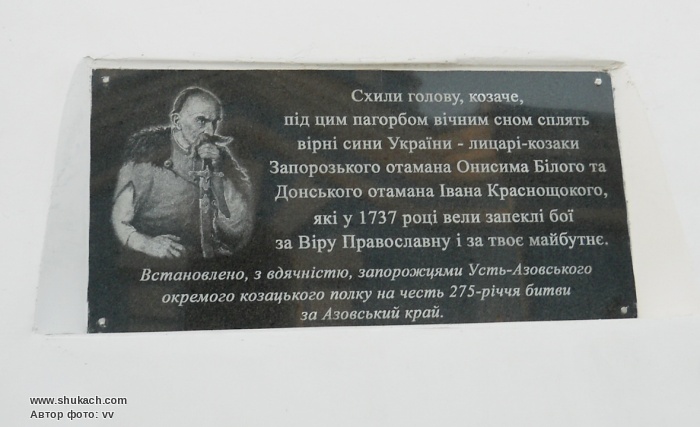 Схили голову, козаче,
під цим пагорбом вічним сном сплять
вірні сини України - лицарі-козаки
Запорозького отамана Онисима Білого та
Донського отамана Івана Краснощокого,
які у 1737 році вели запеклі бої
за Віру Православну і за твоє майбутнє.
Встановлено, з вдячністю, запорожцями Усть-Азовського
окремого козацького полку на честь 275-річчя битви
за Азовський край.
www.shukach.com
Автор фото: vv